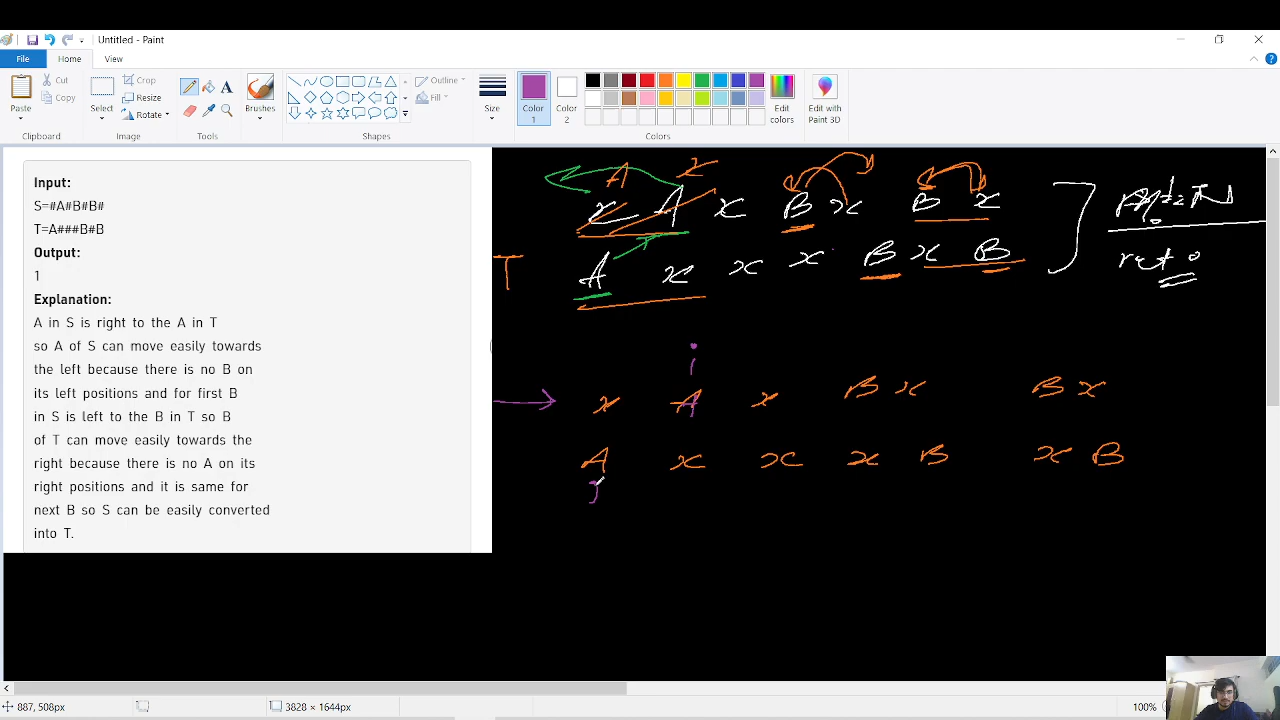 Untitled - Paint
File Home View
Paste Cut Copy Clipboard
Select Crop Resize Rotate Image
A
Tools
Brushes
Shapes Outline Fill
Size
Color 1
Color 2
Edit colors
Colors
Edit with Paint 3D
Input:
S=#A#B#B#
T=A###B#B
Output:
1
Explanation:
A in S is right to the A in T
so A of S can move easily towards
the left because there is no B on
its left positions and for first B
in S is left to the B in T so B
of T can move easily towards the
right because there is no A on its
right positions and it is same for
next B so S can be easily converted
into T.
A x
x A x B x B x
T A x x x B x B
ret 0
i
x A x B x B x
A x x x B x B
j
887, 508px
3828 × 1644px
100%